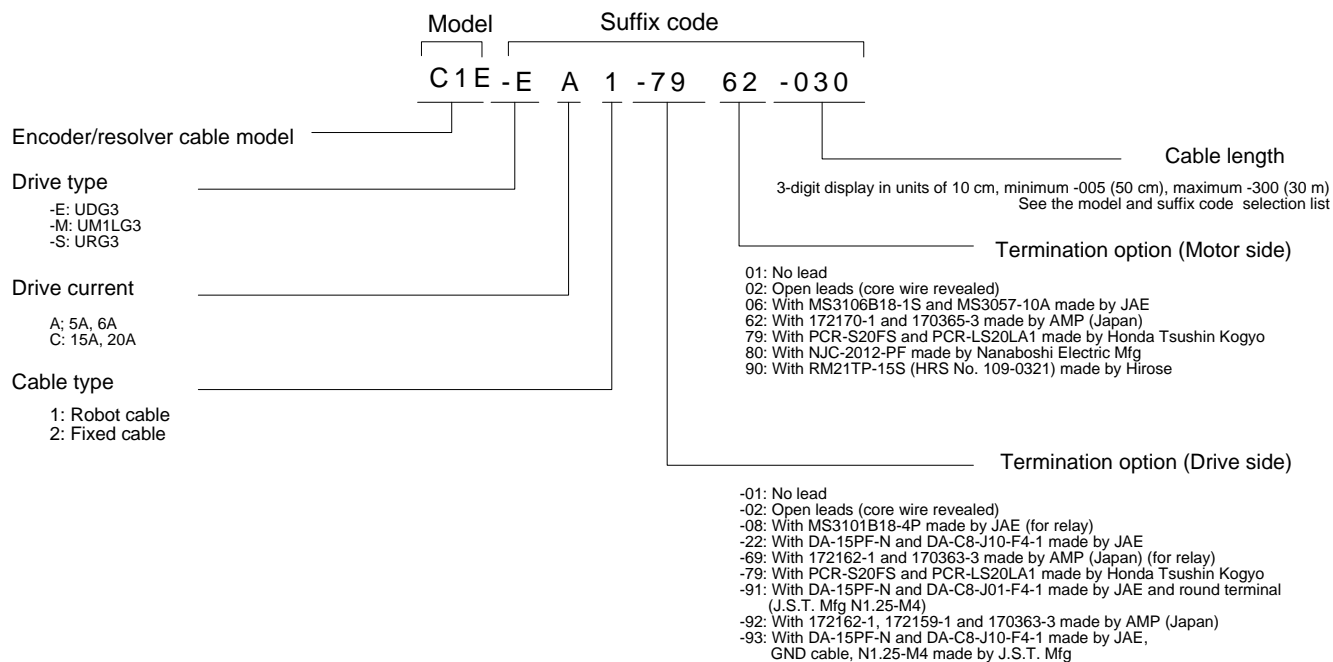 Model
Suffix code
C1E -E A 1 -79 62 -030
Encoder/resolver cable model
Drive type
-E: UDG3
-M: UM1LG3
-S: URG3
Drive current
A; 5A, 6A
C: 15A, 20A
Cable type
1: Robot cable
2: Fixed cable
Cable length
3-digit display in units of 10 cm, minimum -005 (50 cm), maximum -300 (30 m)
See the model and suffix code selection list
Termination option (Motor side)
01: No lead
02: Open leads (core wire revealed)
06: With MS3106B18-1S and MS3057-10A made by JAE
62: With 172170-1 and 170365-3 made by AMP (Japan)
79: With PCR-S20FS and PCR-LS20LA1 made by Honda Tsushin Kogyo
80: With NJC-2012-PF made by Nanaboshi Electric Mfg
90: With RM21TP-15S (HRS No. 109-0321) made by Hirose
Termination option (Drive side)
-01: No lead
-02: Open leads (core wire revealed)
-08: With MS3101B18-4P made by JAE (for relay)
-22: With DA-15PF-N and DA-C8-J10-F4-1 made by JAE
-69: With 172162-1 and 170363-3 made by AMP (Japan) (for relay)
-79: With PCR-S20FS and PCR-LS20LA1 made by Honda Tsushin Kogyo
-91: With DA-15PF-N and DA-C8-J01-F4-1 made by JAE and round terminal
(J.S.T. Mfg N1.25-M4)
-92: With 172162-1, 172159-1 and 170363-3 made by AMP (Japan)
-93: With DA-15PF-N and DA-C8-J10-F4-1 made by JAE,
GND cable, N1.25-M4 made by J.S.T. Mfg